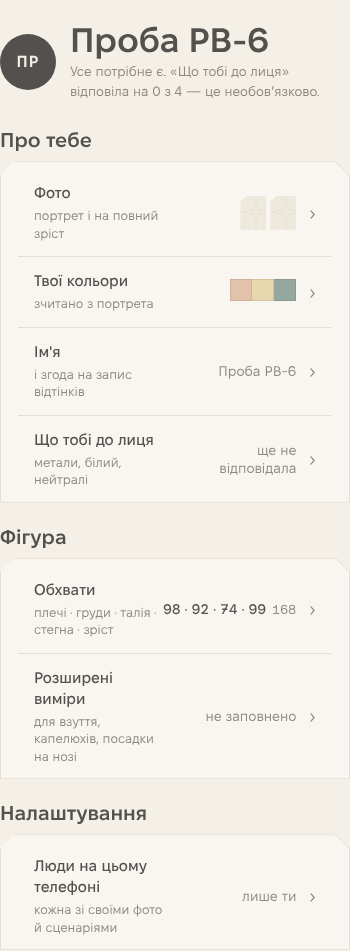 ПР
Проба РВ-6
Усе потрібне є. «Що тобі до лиця»
відповіла на 0 з 4 — це необов’язково.
Про тебе
Фото
портрет і на повний
зріст
Твої кольори
зчитано з портрета
Ім'я
і згода на запис
відтінків
Проба РВ-6
Що тобі до лиця
метали, білий,
нейтралі
ще не
відповідала
Фігура
Обхвати
плечі · груди · талія ·
стегна · зріст
98 · 92 · 74 · 99 168
Розширені
виміри
для взуття,
капелюхів, посадки
на нозі
не заповнено
Налаштування
Люди на цьому
телефоні
кожна зі своїми фото
й сценаріями
лише ти